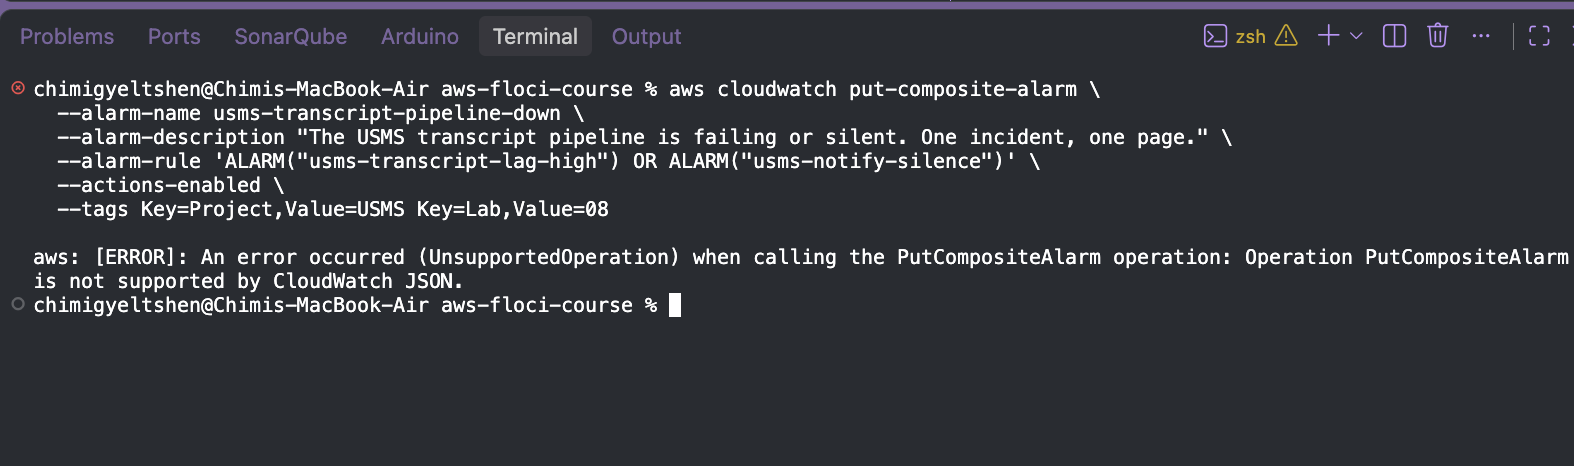 Problems Ports SonarQube Arduino Terminal Output zsh
chimigyeltshen@Chimis-MacBook-Air aws-floci-course % aws cloudwatch put-composite-alarm \
  --alarm-name usms-transcript-pipeline-down \
  --alarm-description "The USMS transcript pipeline is failing or silent. One incident, one page." \
  --alarm-rule 'ALARM("usms-transcript-lag-high") OR ALARM("usms-notify-silence")' \
  --actions-enabled \
  --tags Key=Project,Value=USMS Key=Lab,Value=08
aws: [ERROR]: An error occurred (UnsupportedOperation) when calling the PutCompositeAlarm operation: Operation PutCompositeAlarm
is not supported by CloudWatch JSON.
chimigyeltshen@Chimis-MacBook-Air aws-floci-course %